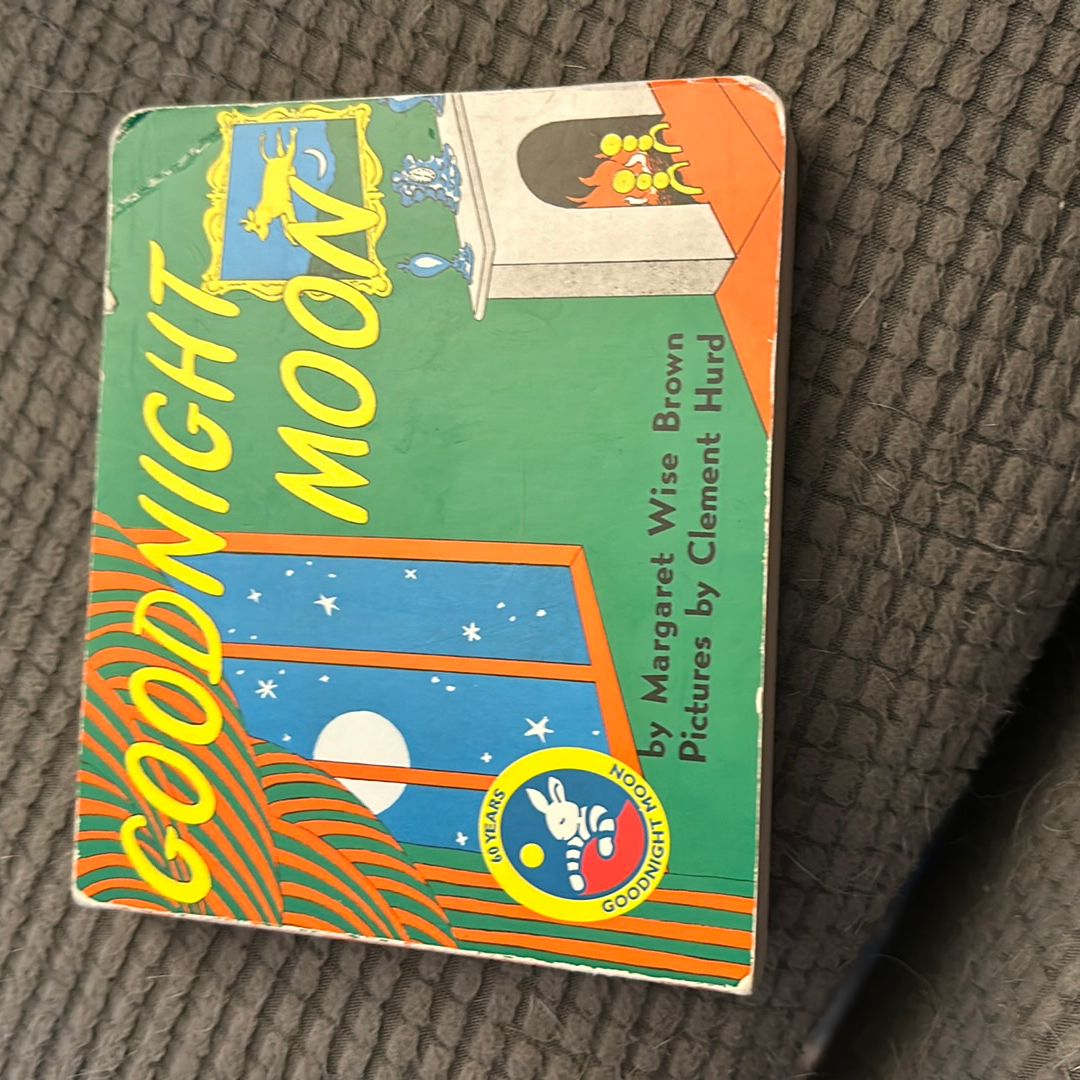 GOODNIGHT
MOON
by Margaret Wise Brown
Pictures by Clement Hurd
60 YEARS
GOODNIGHT MOON